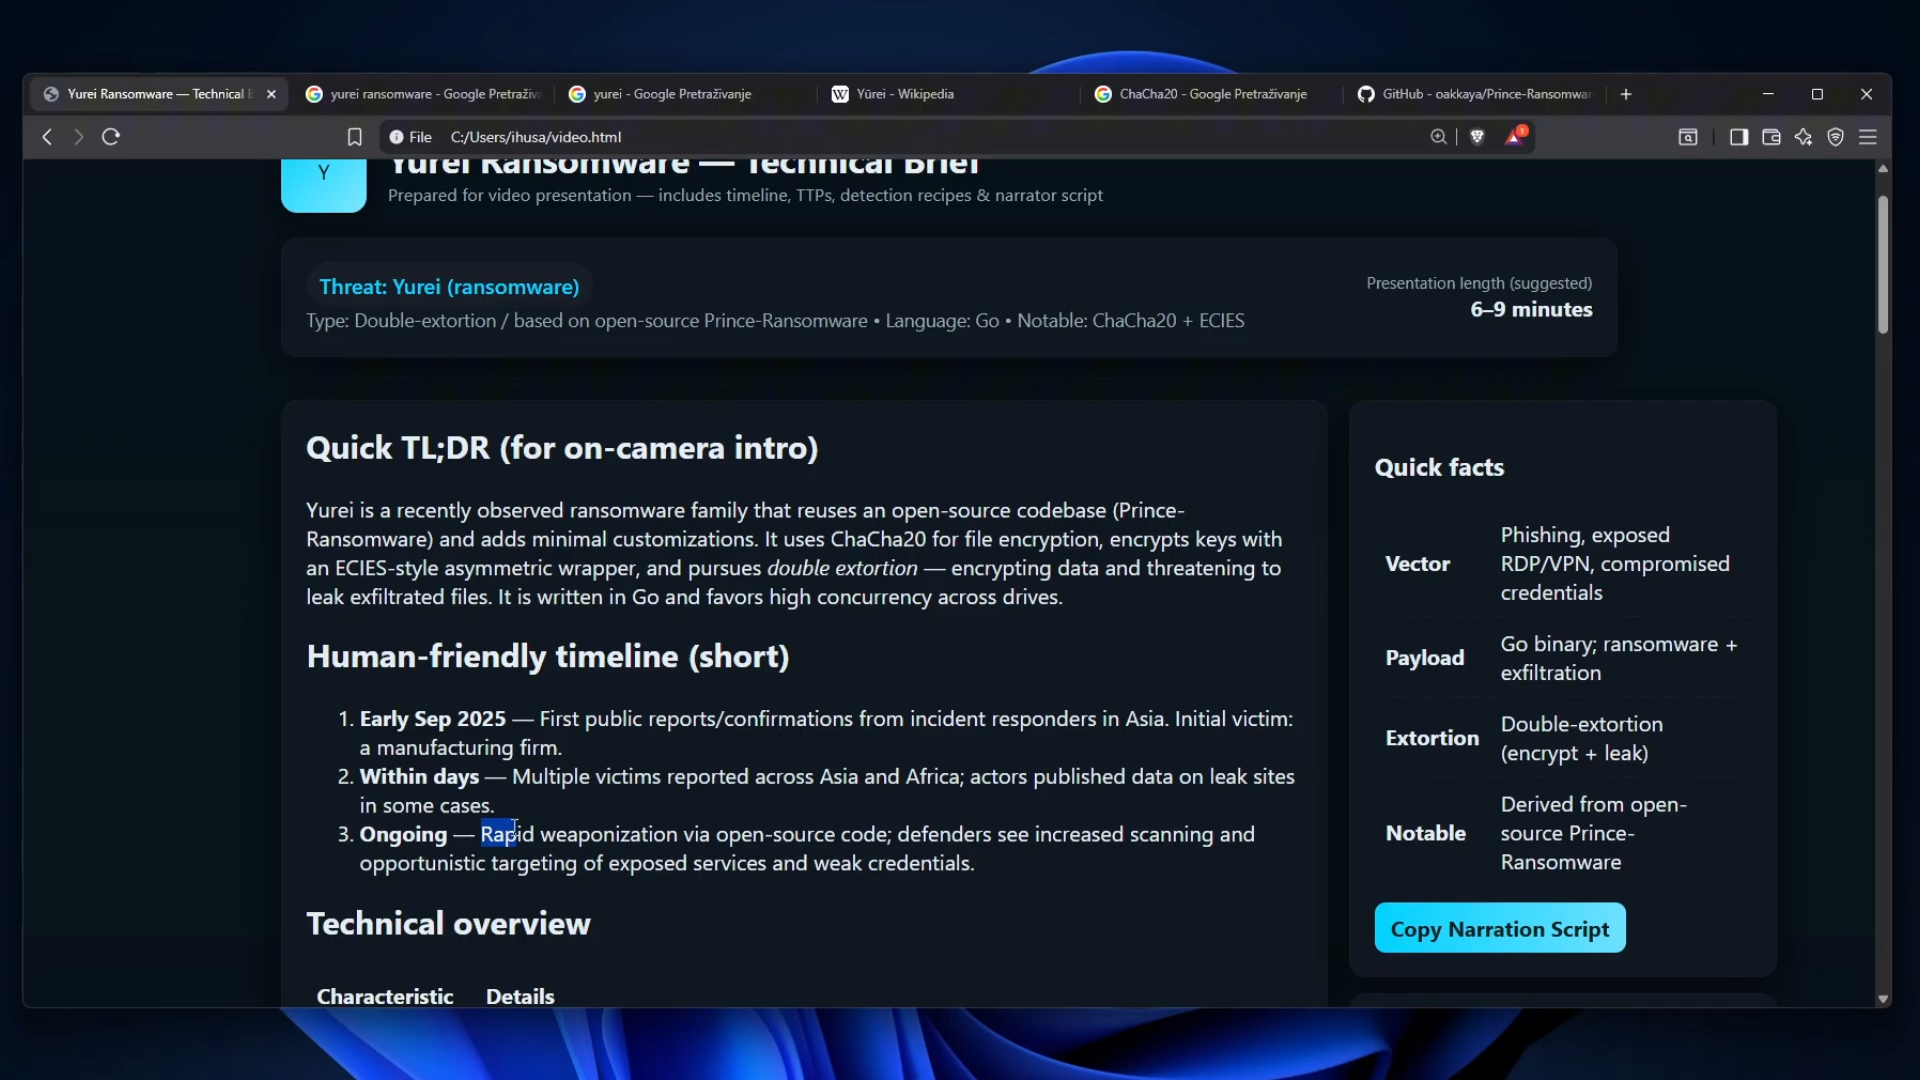 Yurei Ransomware — Technical B
yurei ransomware - Google Pretraživ
yurei - Google Pretraživanje
Yūrei - Wikipedia
ChaCha20 - Google Pretraživanje
GitHub - oakkaya/Prince-Ransomwar
File C:/Users/ihusa/video.html
1
Y
Yurei Ransomware — Technical Brief
Prepared for video presentation — includes timeline, TTPs, detection recipes & narrator script
Threat: Yurei (ransomware)
Type: Double-extortion / based on open-source Prince-Ransomware • Language: Go • Notable: ChaCha20 + ECIES
Presentation length (suggested)
6–9 minutes
Quick TL;DR (for on-camera intro)
Yurei is a recently observed ransomware family that reuses an open-source codebase (Prince-
Ransomware) and adds minimal customizations. It uses ChaCha20 for file encryption, encrypts keys with
an ECIES-style asymmetric wrapper, and pursues double extortion — encrypting data and threatening to
leak exfiltrated files. It is written in Go and favors high concurrency across drives.
Human-friendly timeline (short)
1. Early Sep 2025 — First public reports/confirmations from incident responders in Asia. Initial victim:
a manufacturing firm.
2. Within days — Multiple victims reported across Asia and Africa; actors published data on leak sites
in some cases.
3. Ongoing — Rapid weaponization via open-source code; defenders see increased scanning and
opportunistic targeting of exposed services and weak credentials.
Technical overview
Characteristic Details
Quick facts
Vector
Phishing, exposed
RDP/VPN, compromised
credentials
Payload
Go binary; ransomware +
exfiltration
Extortion
Double-extortion
(encrypt + leak)
Notable
Derived from open-
source Prince-
Ransomware
Copy Narration Script